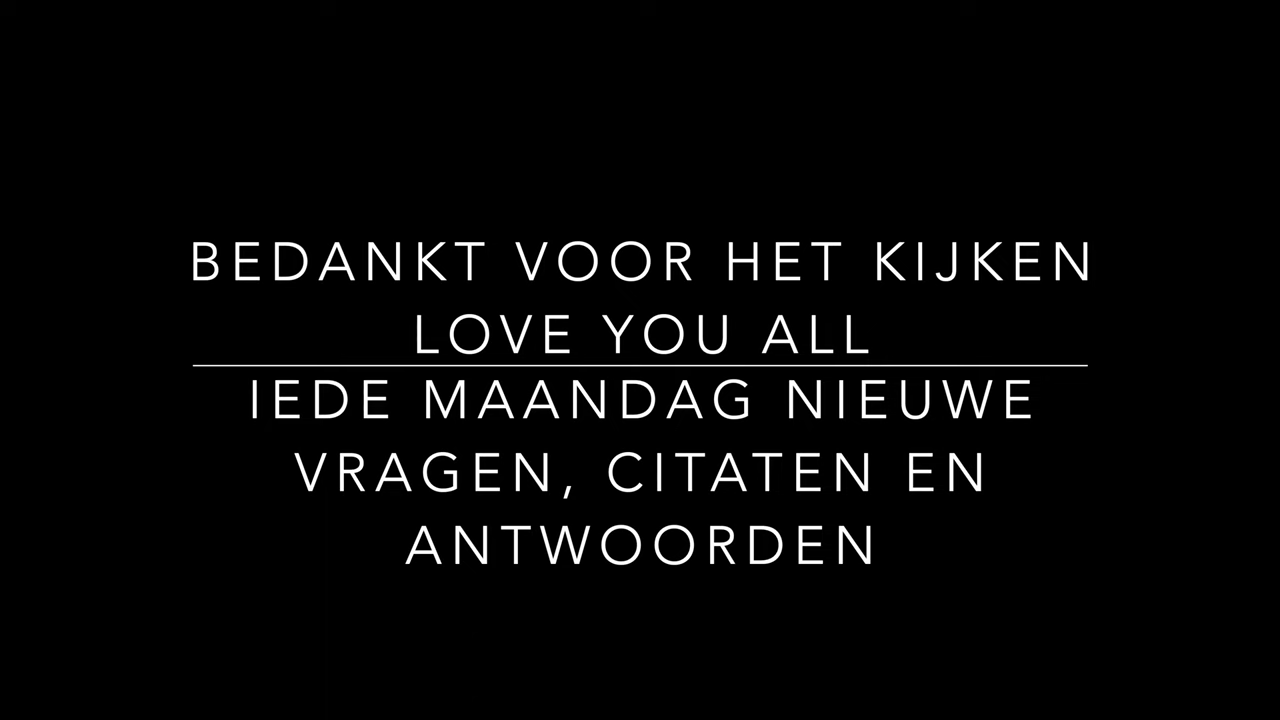 BEDANKT VOOR HET KIJKEN
LOVE YOU ALL
IEDE MAANDAG NIEUWE
VRAGEN, CITATEN EN
ANTWOORDEN